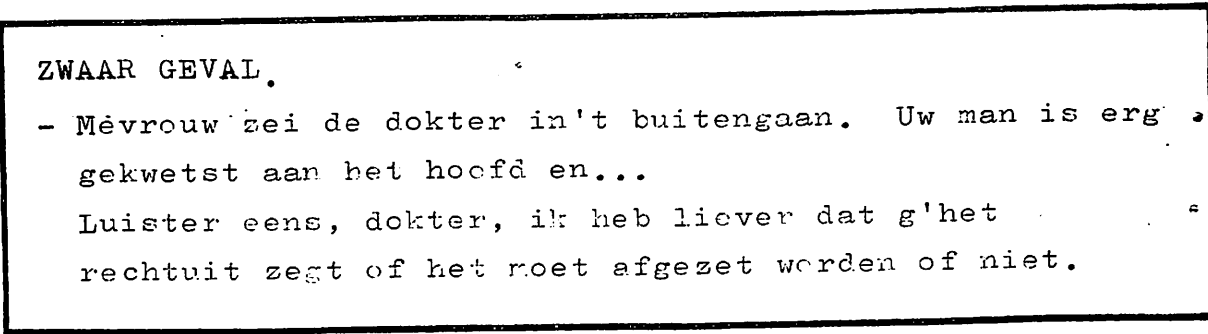 ZWAAR GEVAL.
- Mevrouw zei de dokter in't buitengaan. Uw man is erg
gekwetst aan het hoofd en...
Luister eens, dokter, ik heb liever dat g'het
rechtuit zegt of het moet afgezet worden of niet.